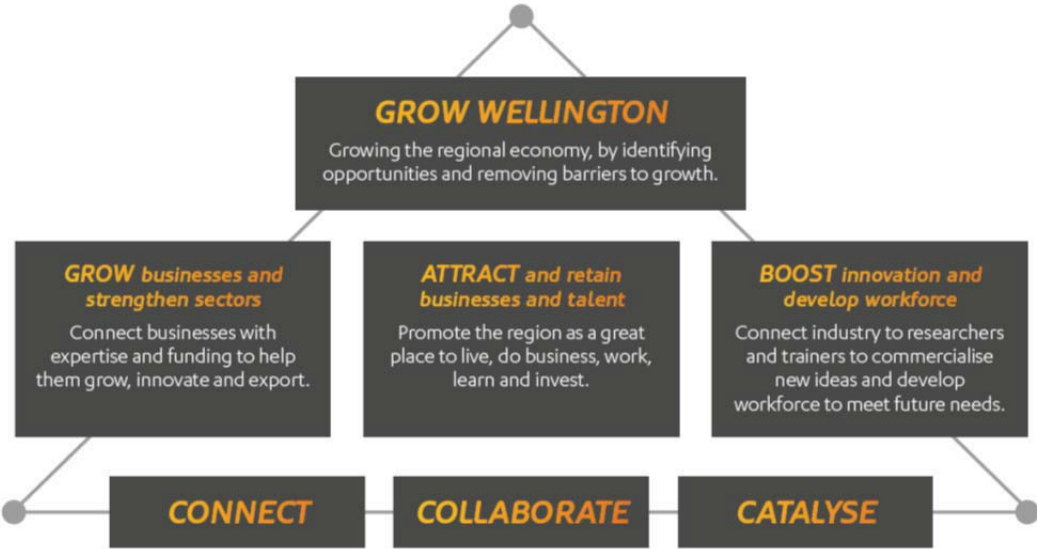 GROW WELLINGTON
Growing the regional economy, by identifying
opportunities and removing barriers to growth.
GROW businesses and
strengthen sectors
Connect businesses with
expertise and funding to help
them grow, innovate and export.
ATTRACT and retain
businesses and talent
Promote the region as a great
place to live, do business, work,
learn and invest.
BOOST innovation and
develop workforce
Connect industry to researchers
and trainers to commercialise
new ideas and develop
workforce to meet future needs.
CONNECT
COLLABORATE
CATALYSE